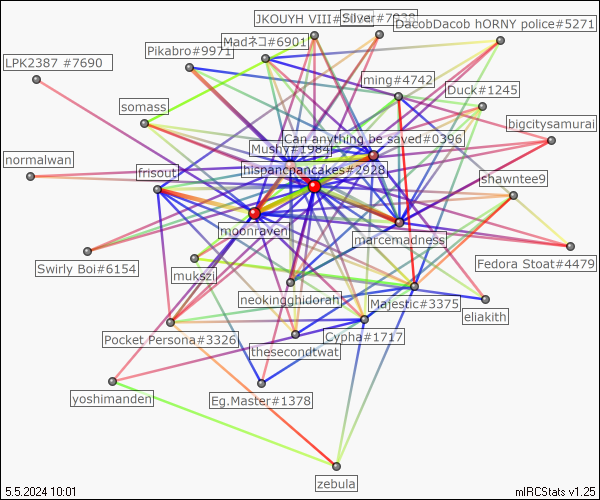 JKOUYH VIII#
Silver#7938
DacobDacob hORNY police#5271
Madネコ#6901
Pikabro#9971
LPK2387 #7690
ming#4742
Duck#1245
somass
bigcitysamurai
Can anything be saved#0396
Mushy#1984
normalwan
frisout
hispancpancakes#2928
shawntee9
moonraven
marcemadness
Swirly Boi#6154
Fedora Stoat#4479
mukszi
neokingghidorah
Majestic#3375
eliakith
Pocket Persona#3326
Cypha#1717
thesecondtwat
yoshimanden
Eg.Master#1378
zebula
5.5.2024 10:01
mIRCStats v1.25